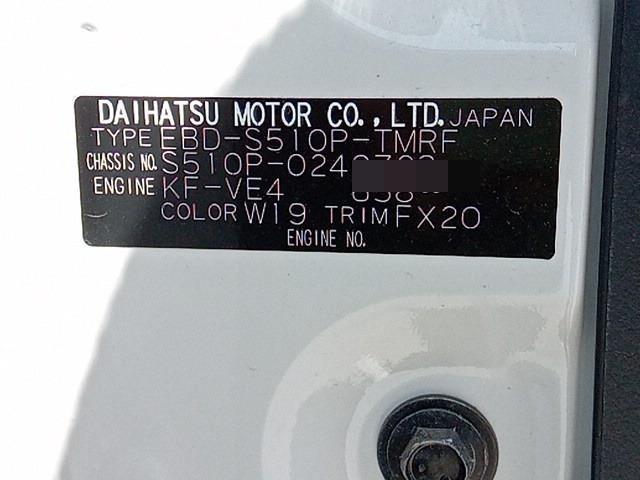 DAIHATSU MOTOR CO., LTD. JAPAN
TYPE EBD-S510P-TMRF
CHASSIS NO. S510P-024
ENGINE KF-VE4
COLOR W19 TRIM FX20
ENGINE NO.